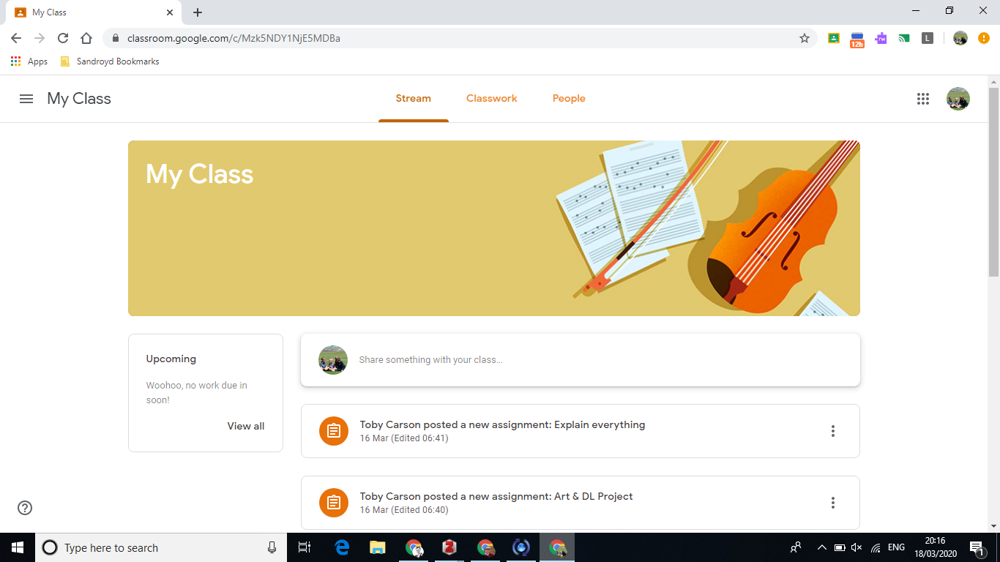 My Class
classroom.google.com/c/Mzk5NDY1NjE5MDBa
12h
rw
L
Apps
Sandroyd Bookmarks
My Class
Stream
Classwork
People
My Class
Upcoming
Woohoo, no work due in
soon!
View all
Share something with your class...
Toby Carson posted a new assignment: Explain everything
16 Mar (Edited 06:41)
Toby Carson posted a new assignment: Art & DL Project
16 Mar (Edited 06:40)
Type here to search
ENG
20:16
18/03/2020
1